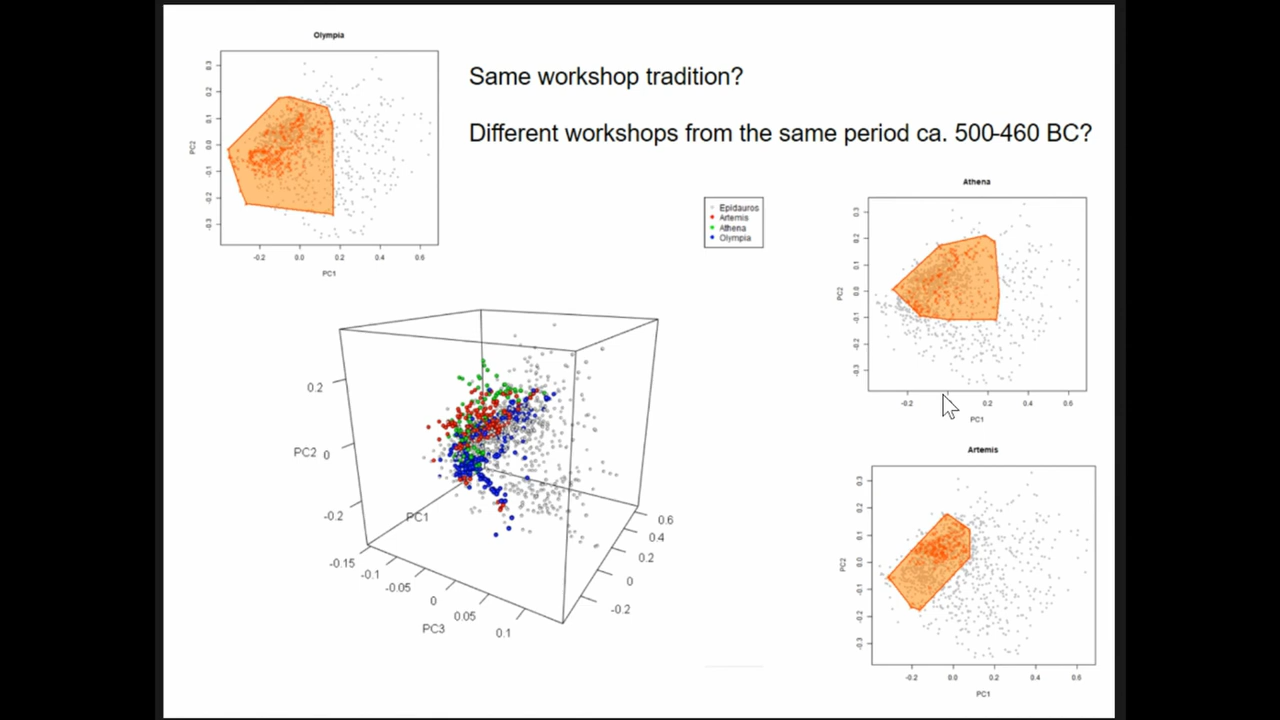 Olympia
0.3
0.2
0.1
0.0
-0.1
-0.2
-0.3
PC2
-0.2 0.0 0.2 0.4 0.6
PC1
Same workshop tradition?
Different workshops from the same period ca. 500-460 BC?
Epidauros
Artemis
Athena
Olympia
Athena
0.3
0.2
0.1
0.0
-0.1
-0.2
-0.3
PC2
-0.2 0.2 0.4 0.6
PC1
0.2
PC2 0
-0.2
PC1
-0.15
-0.1
-0.05
0
0.05
0.1
PC3
0.6
0.4
0.2
0
-0.2
Artemis
0.3
0.2
0.1
0.0
-0.1
-0.2
-0.3
PC2
-0.2 0.0 0.2 0.4 0.6
PC1